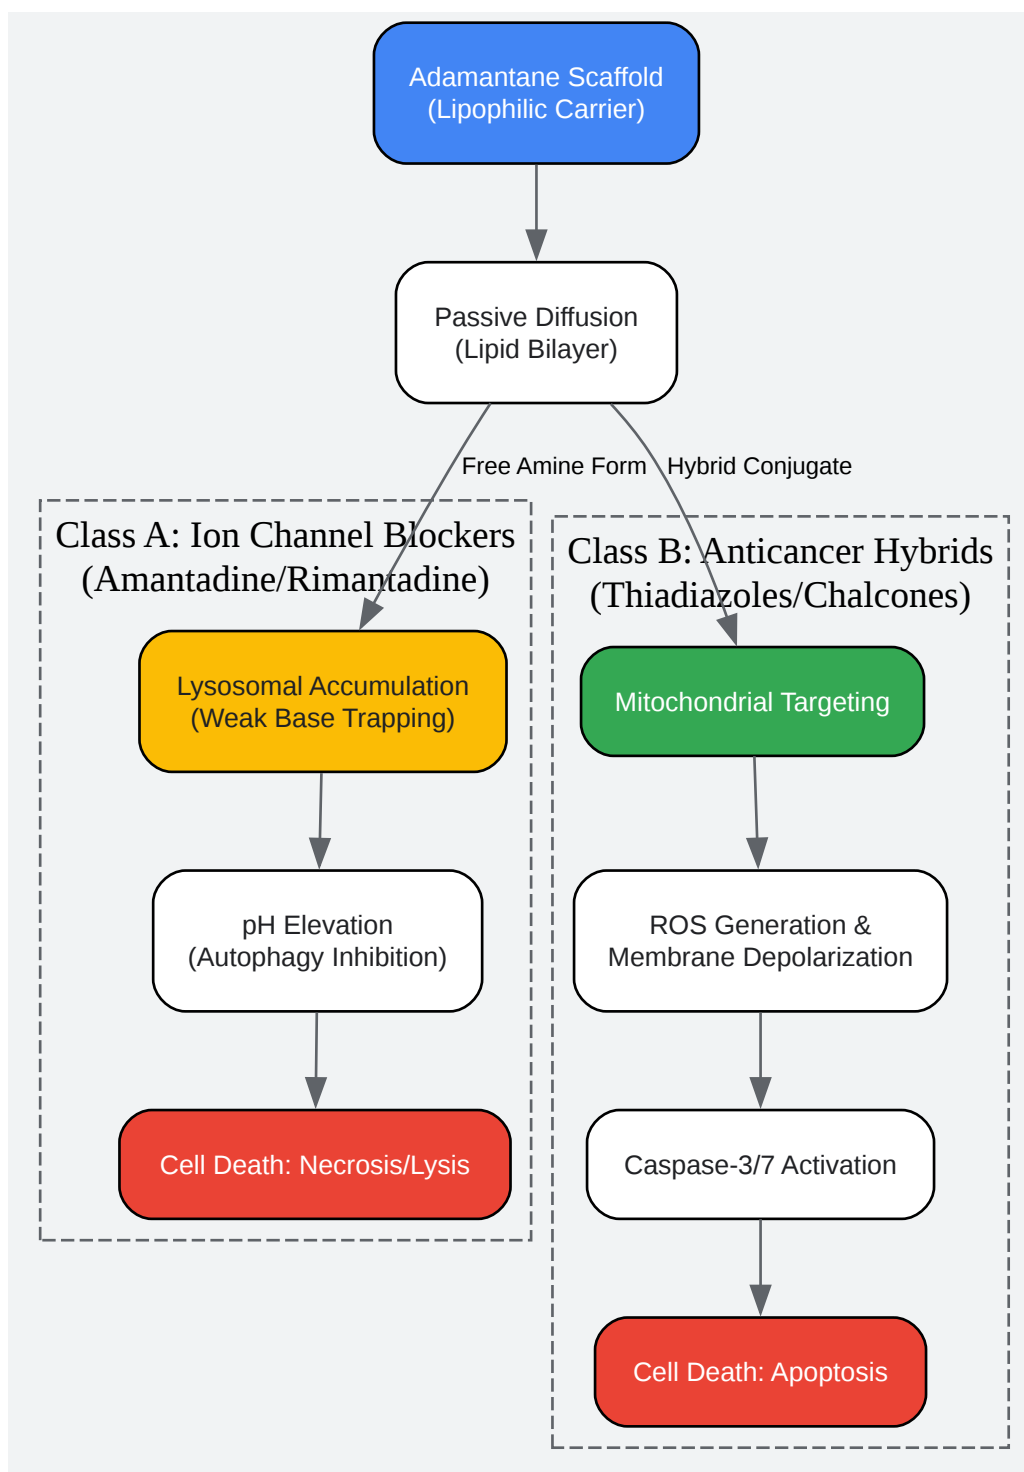 Adamantane Scaffold
(Lipophilic Carrier)
Passive Diffusion
(Lipid Bilayer)
Free Amine Form
Hybrid Conjugate
Class A: Ion Channel Blockers
(Amantadine/Rimantadine)
Lysosomal Accumulation
(Weak Base Trapping)
pH Elevation
(Autophagy Inhibition)
Cell Death: Necrosis/Lysis
Class B: Anticancer Hybrids
(Thiadiazoles/Chalcones)
Mitochondrial Targeting
ROS Generation &
Membrane Depolarization
Caspase-3/7 Activation
Cell Death: Apoptosis